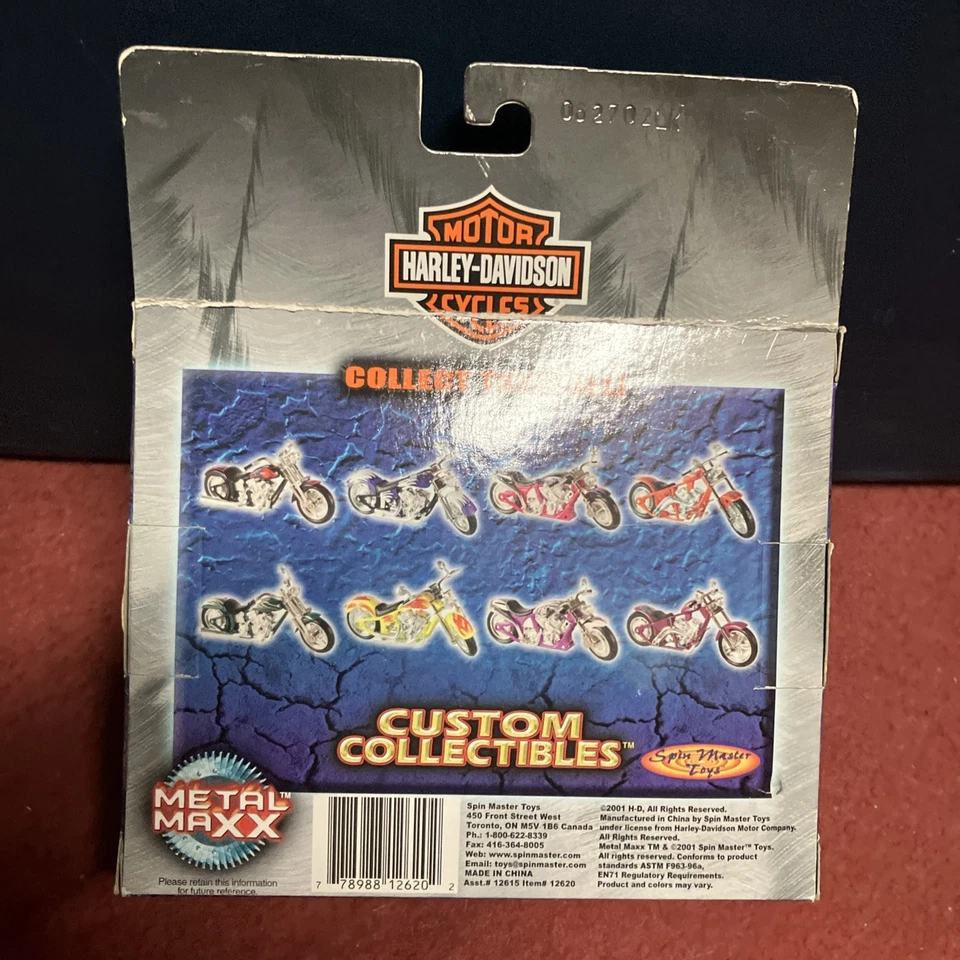 MOTOR
HARLEY-DAVIDSON
CYCLES
COLLECT
CUSTOM
COLLECTIBLES™
Spin Master
Toys
METAL
MAXX™
Please retain this information
for future reference.
7 78988 12620 2
Spin Master Toys
450 Front Street West
Toronto, ON M5V 1B6 Canada
Ph.: 1-800-622-8339
Fax: 416-364-8005
Web: www.spinmaster.com
Email: toys@spinmaster.com
MADE IN CHINA
Asst.# 12615 Item# 12620
©2001 H-D, All Rights Reserved.
Manufactured in China by Spin Master Toys
under license from Harley-Davidson Motor Company.
All Rights Reserved.
Metal Maxx TM & ©2001 Spin Master™ Toys.
All rights reserved. Conforms to product
standards ASTM F963-96a,
EN71 Regulatory Requirements.
Product and colors may vary.